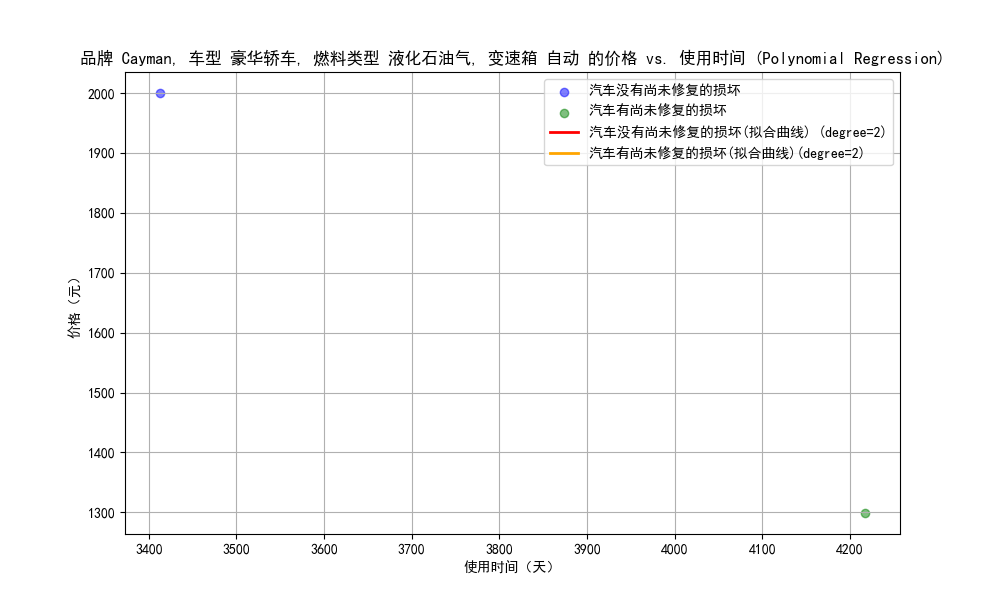 品牌 Cayman, 车型 豪华轿车, 燃料类型 液化石油气, 变速箱 自动 的价格 vs. 使用时间 (Polynomial Regression)
汽车没有尚未修复的损坏
汽车有尚未修复的损坏
汽车没有尚未修复的损坏(拟合曲线) (degree=2)
汽车有尚未修复的损坏(拟合曲线)(degree=2)
价格（元）
2000
1900
1800
1700
1600
1500
1400
1300
3400 3500 3600 3700 3800 3900 4000 4100 4200
使用时间（天）